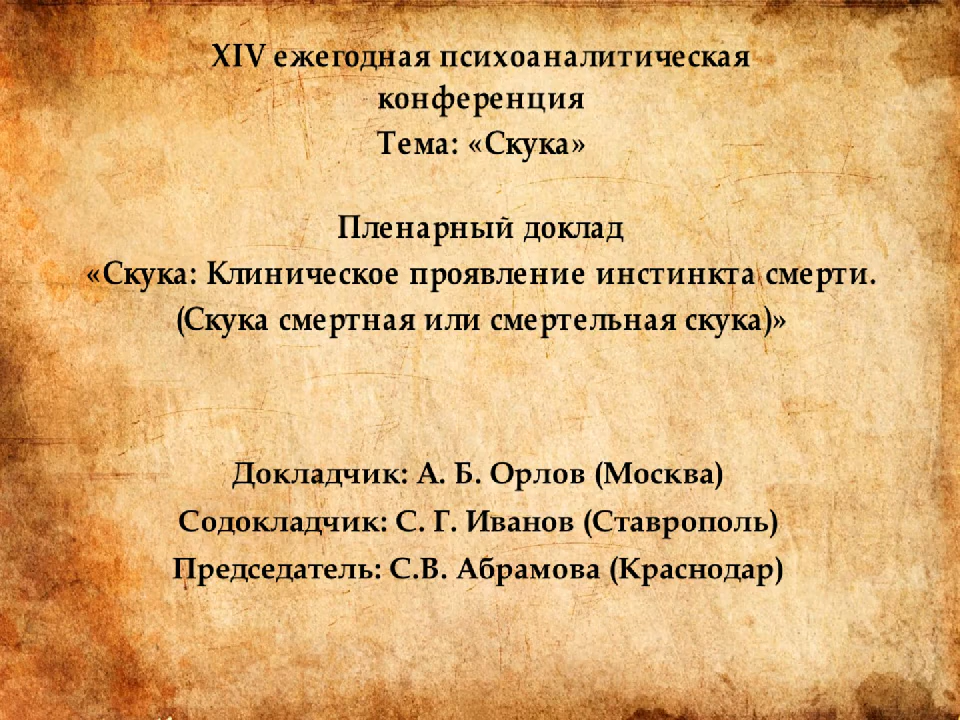 XIV ежегодная психоаналитическая
конференция
Тема: «Скука»
Пленарный доклад
«Скука: Клиническое проявление инстинкта смерти.
(Скука смертная или смертельная скука)»
Докладчик: А. Б. Орлов (Москва)
Содокладчик: С. Г. Иванов (Ставрополь)
Председатель: С.В. Абрамова (Краснодар)